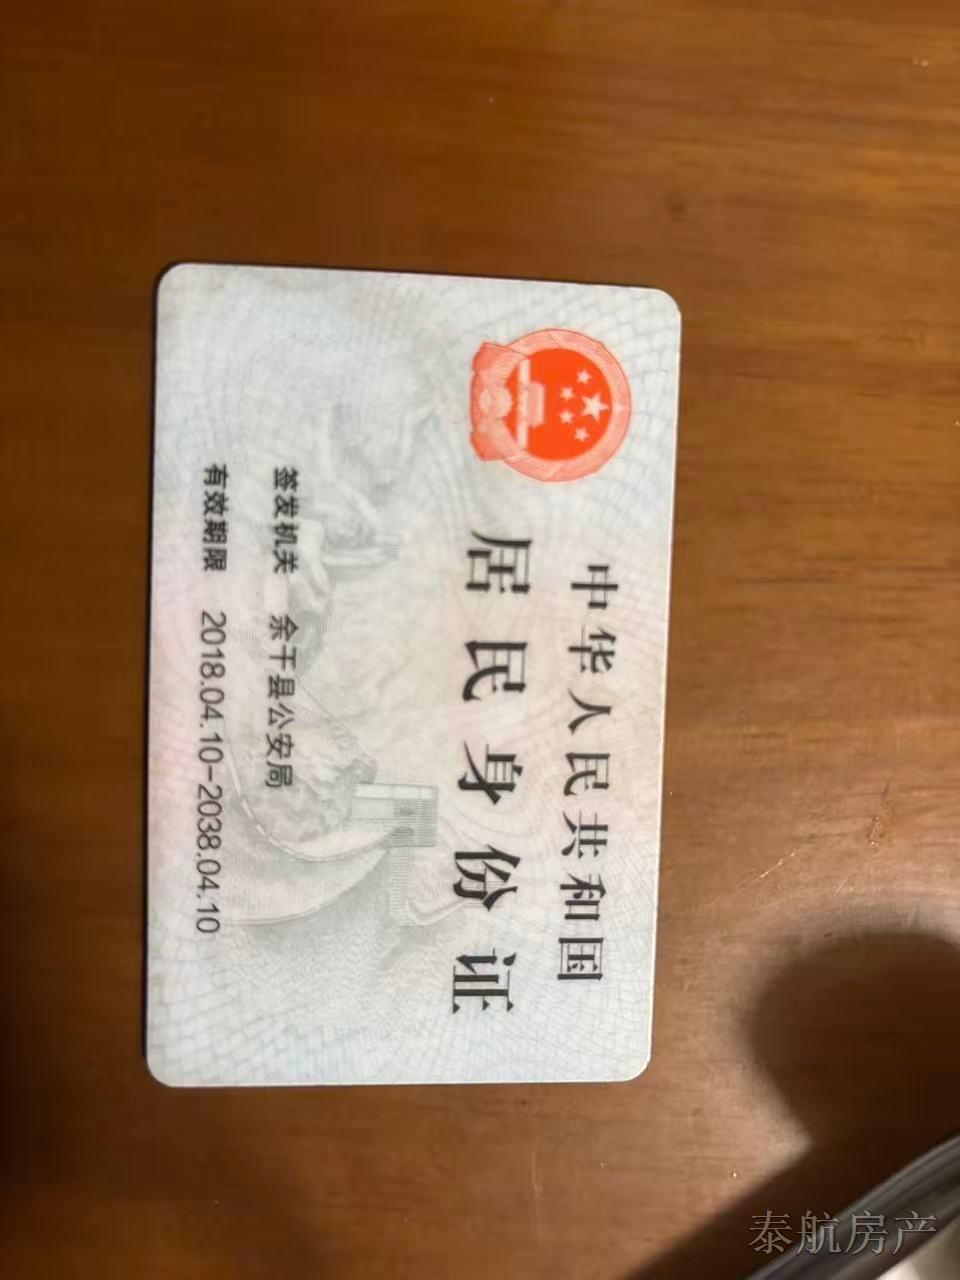 中华人民共和国
居民身份证
签发机关 余干县公安局
有效期限 2018.04.10-2038.04.10
泰航房产